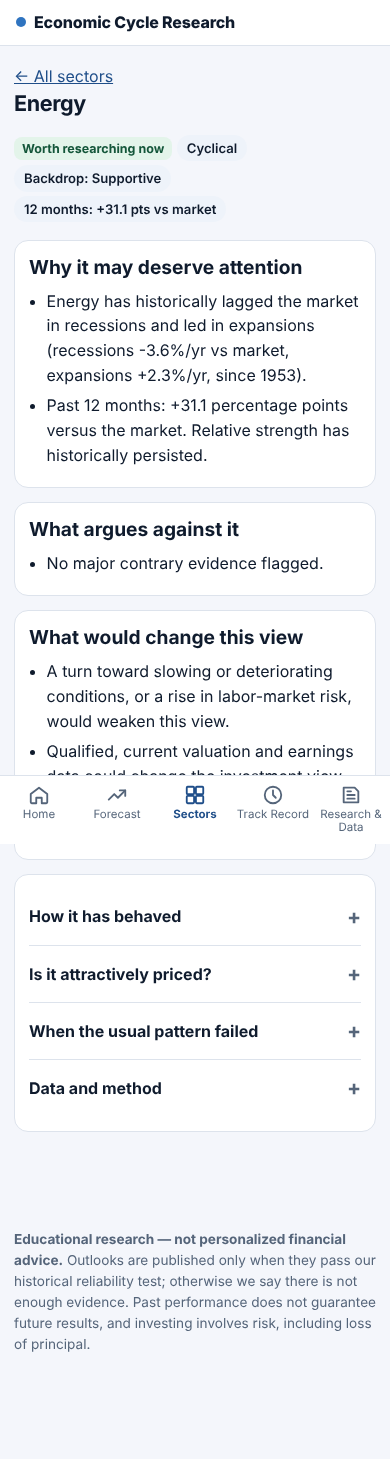 Economic Cycle Research
← All sectors
Energy
Worth researching now
Cyclical
Backdrop: Supportive
12 months: +31.1 pts vs market
Why it may deserve attention
• Energy has historically lagged the market
in recessions and led in expansions
(recessions -3.6%/yr vs market,
expansions +2.3%/yr, since 1953).
• Past 12 months: +31.1 percentage points
versus the market. Relative strength has
historically persisted.
What argues against it
• No major contrary evidence flagged.
What would change this view
• A turn toward slowing or deteriorating
conditions, or a rise in labor-market risk,
would weaken this view.
• Qualified, current valuation and earnings
data could change the investment view
Home
Forecast
Sectors
Track Record
Research &
Data
How it has behaved +
Is it attractively priced? +
When the usual pattern failed +
Data and method +
Educational research — not personalized financial
advice. Outlooks are published only when they pass our
historical reliability test; otherwise we say there is not
enough evidence. Past performance does not guarantee
future results, and investing involves risk, including loss
of principal.